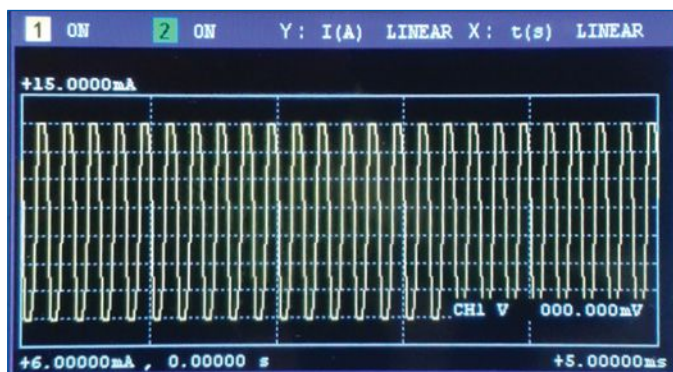 1 ON 2 ON Y: I(A) LINEAR X: t(s) LINEAR
+15.0000mA
CH1 V 000.000mV
+6.00000mA , 0.00000 s +5.00000ms